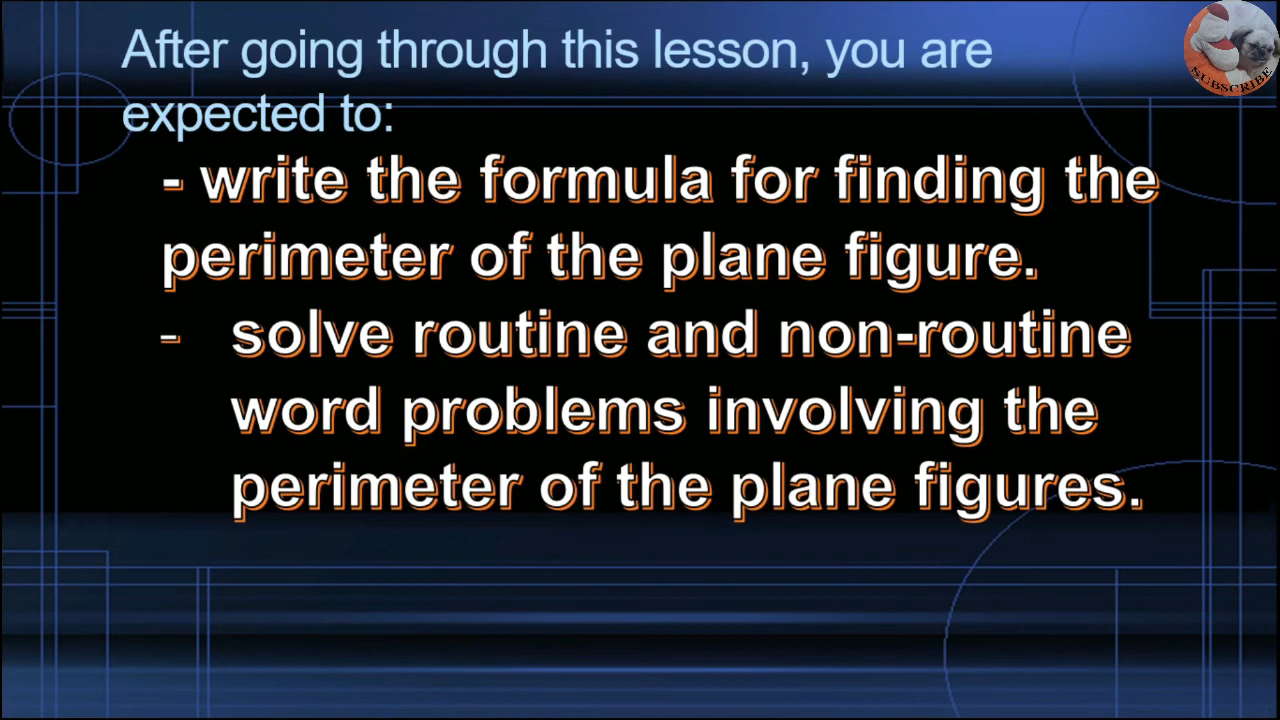 After going through this lesson, you are
expected to:
- write the formula for finding the
perimeter of the plane figure.
- solve routine and non-routine
word problems involving the
perimeter of the plane figures.
SUBSCRIBE